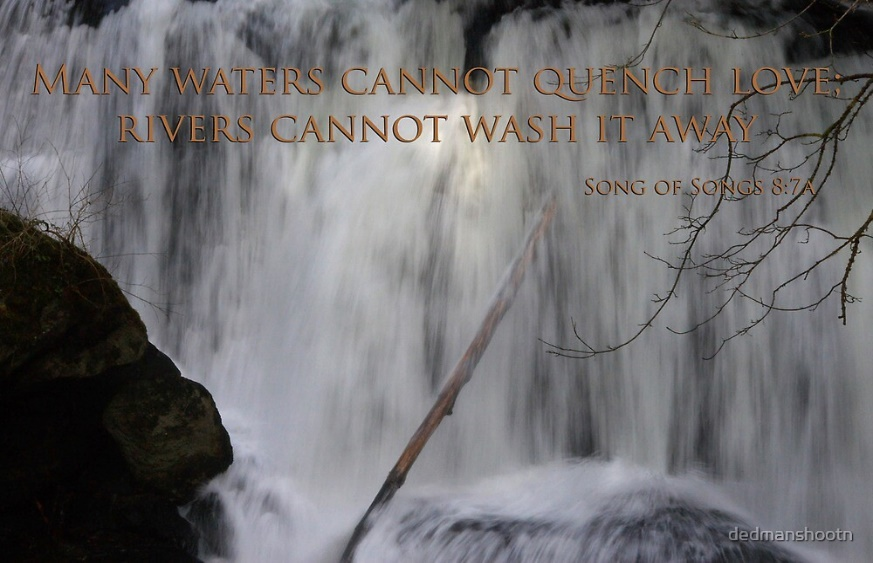 Many waters cannot quench love;
rivers cannot wash it away
Song of Songs 8:7a
dedmanshootn